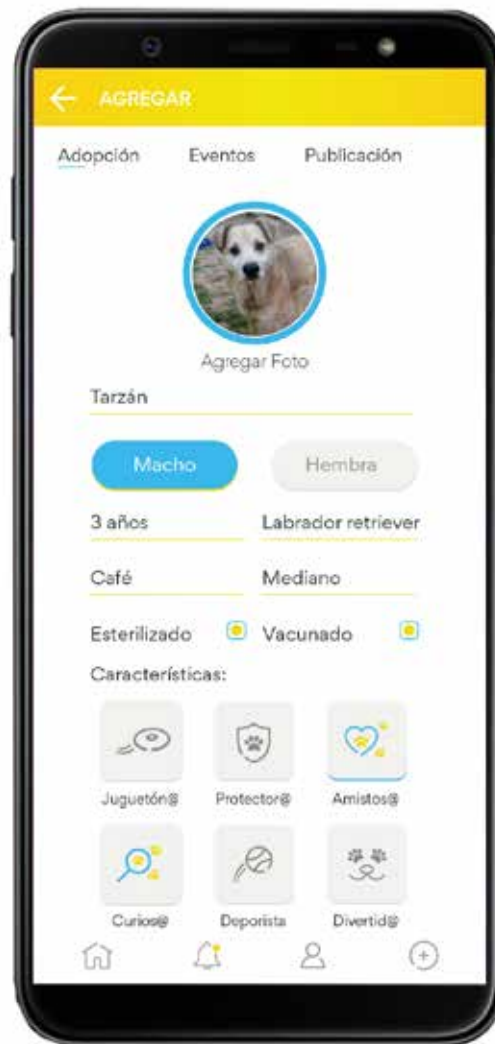 AGREGAR
Adopción Eventos Publicación
Agregar Foto
Tarzán
Macho Hembra
3 años Labrador retriever
Café Mediano
Esterilizado Vacunado
Características:
Juguetón@ Protector@ Amistos@
Curios@ Deporista Divertid@